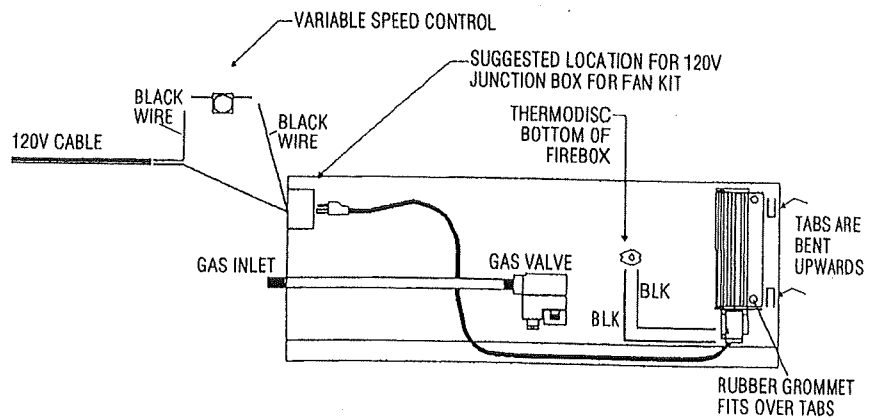 VARIABLE SPEED CONTROL
SUGGESTED LOCATION FOR 120V
JUNCTION BOX FOR FAN KIT
BLACK
WIRE
BLACK
WIRE
THERMODISC
BOTTOM OF
FIREBOX
120V CABLE
TABS ARE
BENT
UPWARDS
GAS INLET
GAS VALVE
BLK
BLK
RUBBER GROMMET
FITS OVER TABS